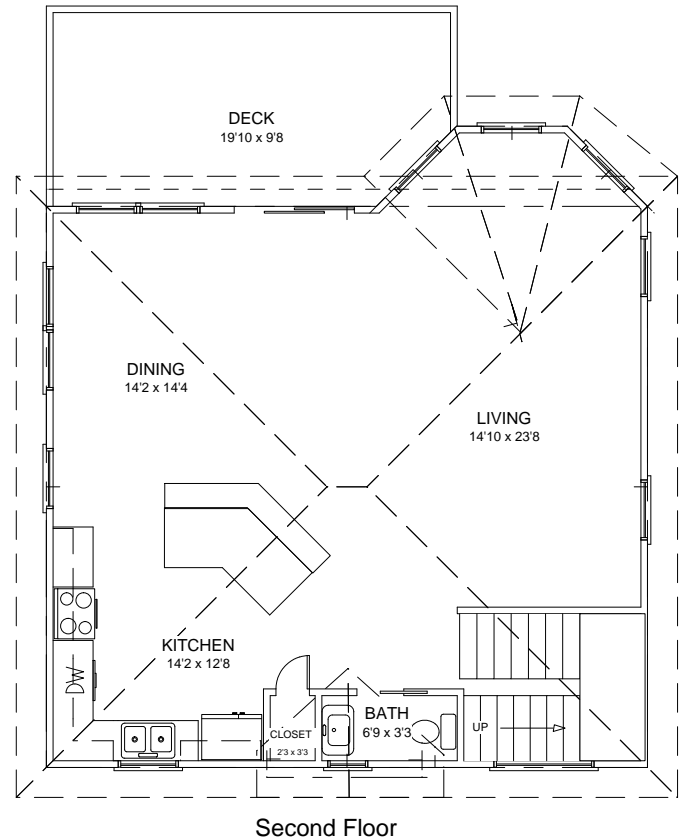 DECK
19'10 x 9'8
DINING
14'2 x 14'4
LIVING
14'10 x 23'8
KITCHEN
14'2 x 12'8
DW
CLOSET
2'3 x 3'3
BATH
6'9 x 3'3
UP
Second Floor